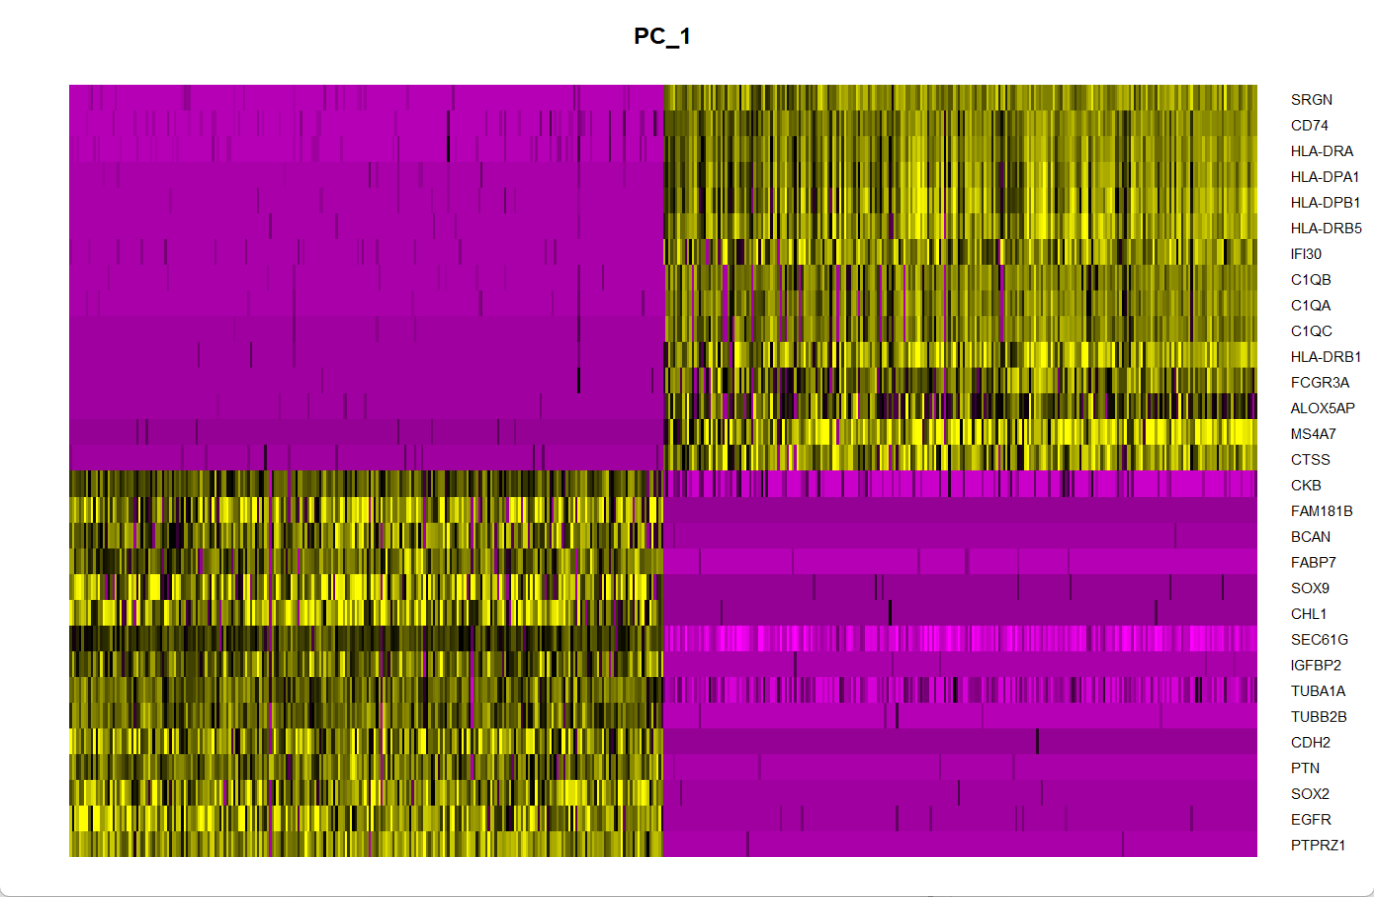 PC_1
SRGN
CD74
HLA-DRA
HLA-DPA1
HLA-DPB1
HLA-DRB5
IFI30
C1QB
C1QA
C1QC
HLA-DRB1
FCGR3A
ALOX5AP
MS4A7
CTSS
CKB
FAM181B
BCAN
FABP7
SOX9
CHL1
SEC61G
IGFBP2
TUBA1A
TUBB2B
CDH2
PTN
SOX2
EGFR
PTPRZ1